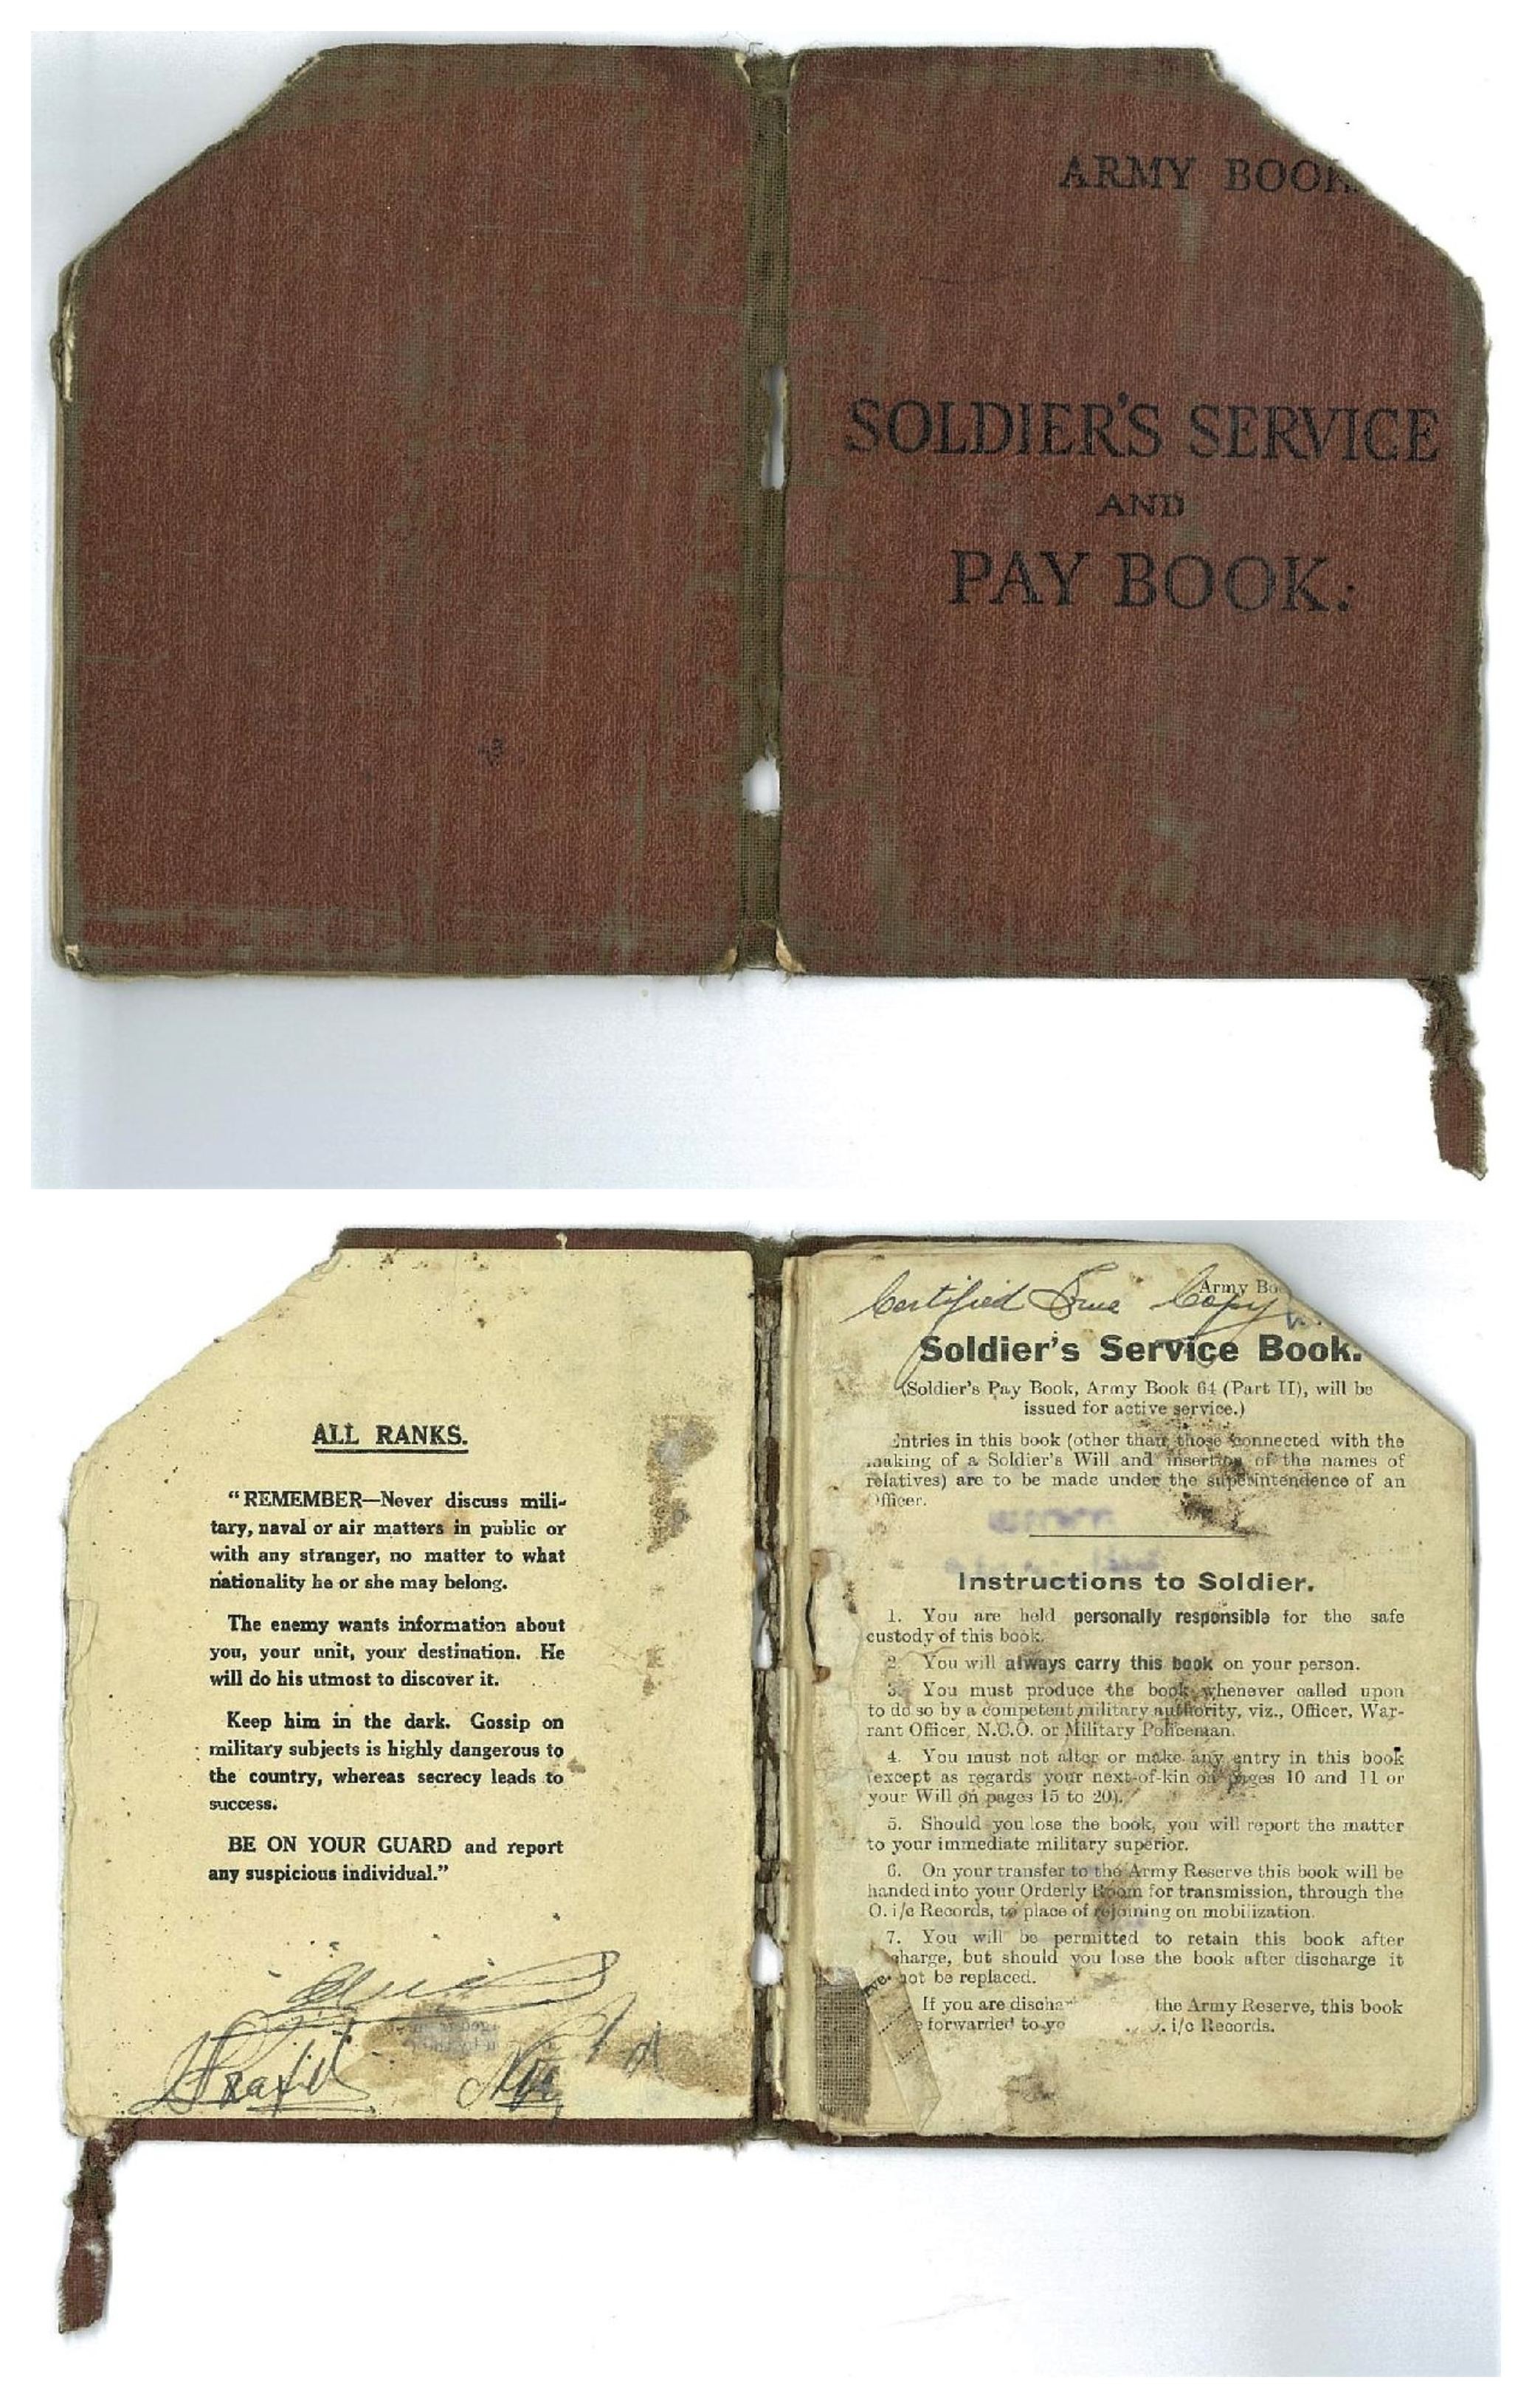 ARMY BOOK
SOLDIER'S SERVICE
AND
PAY BOOK.
ALL RANKS.
"REMEMBER—Never discuss mili-
tary, naval or air matters in public or
with any stranger, no matter to what
nationality he or she may belong.
The enemy wants information about
you, your unit, your destination. He
will do his utmost to discover it.
Keep him in the dark. Gossip on
military subjects is highly dangerous to
the country, whereas secrecy leads to
success.
BE ON YOUR GUARD and report
any suspicious individual."
Army Bo
Certified True Copy
Soldier's Service Book.
(Soldier's Pay Book, Army Book 64 (Part II), will be
issued for active service.)
Entries in this book (other than those connected with the
making of a Soldier's Will and insertion of the names of
relatives) are to be made under the superintendence of an
Officer.
Instructions to Soldier.
1. You are held personally responsible for the safe
custody of this book.
2. You will always carry this book on your person.
3. You must produce the book whenever called upon
to do so by a competent military authority, viz., Officer, War-
rant Officer, N.C.O. or Military Policeman.
4. You must not alter or make any entry in this book
(except as regards your next-of-kin on pages 10 and 11 or
your Will on pages 15 to 20).
5. Should you lose the book, you will report the matter
to your immediate military superior.
6. On your transfer to the Army Reserve this book will be
handed into your Orderly Room for transmission, through the
O. i/c Records, to place of rejoining on mobilization.
7. You will be permitted to retain this book after
charge, but should you lose the book after discharge it
not be replaced.
If you are discha the Army Reserve, this book
e forwarded to yo O. i/c Records.